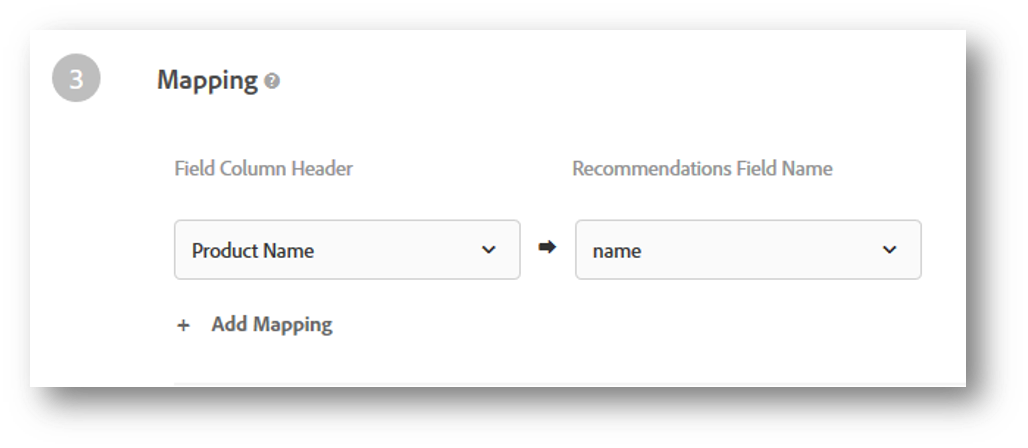 3
Mapping ?
Field Column Header
Recommendations Field Name
Product Name
name
+ Add Mapping